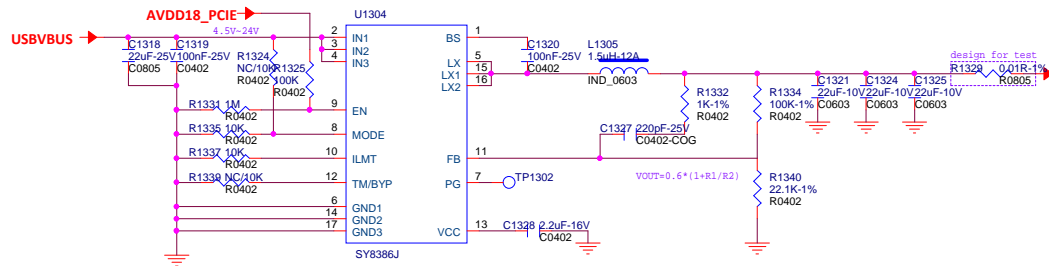 AVDD18_PCIE
U1304
USBVBUS
4.5V~24V
C1318
22uF-25V
C0805
C1319
100nF-25V
C0402
R1324
NC/10K
R0402
R1325
100K
R0402
2
3
4
IN1
IN2
IN3
BS
1
C1320
100nF-25V
C0402
L1305
1.5uH-12A
IND_0603
LX
LX1
LX2
5
15
16
design for test
R1329
0.01R-1%
R0805
C1321
22uF-10V
C0603
C1324
22uF-10V
C0603
C1325
22uF-10V
C0603
R1332
1K-1%
R0402
R1334
100K-1%
R0402
R1331 1M
R0402
9
EN
R1335 10K
R0402
8
MODE
C1327 220pF-25V
C0402-COG
R1337 10K
R0402
10
ILMT
FB
11
R1339 NC/10K
R0402
12
TM/BYP
PG
7
TP1302
VOUT=0.6*(1+R1/R2)
R1340
22.1K-1%
R0402
6
14
17
GND1
GND2
GND3
VCC
13
C1328 2.2uF-16V
C0402
SY8386J